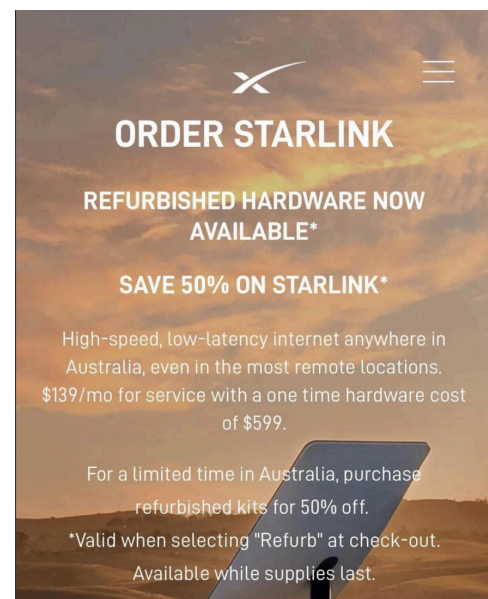 ORDER STARLINK
REFURBISHED HARDWARE NOW
AVAILABLE*
SAVE 50% ON STARLINK*
High-speed, low-latency internet anywhere in
Australia, even in the most remote locations.
$139/mo for service with a one time hardware cost
of $599.
For a limited time in Australia, purchase
refurbished kits for 50% off.
*Valid when selecting "Refurb" at check-out.
Available while supplies last.